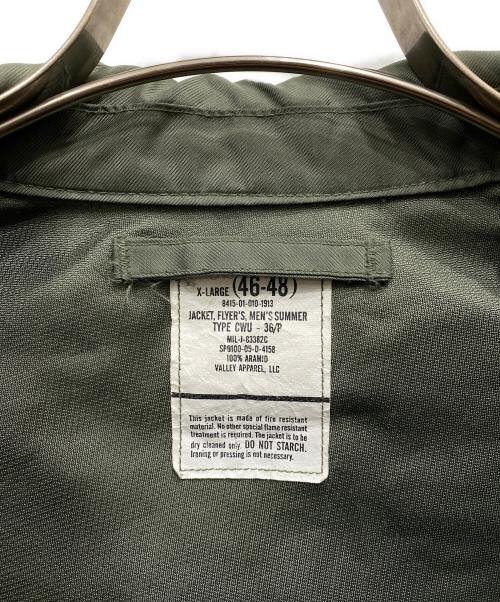 X-LARGE (46-48)
8415-01-010-1913
JACKET, FLYER'S, MEN'S SUMMER
TYPE CWU - 36/P
MIL-J-83382C
SP0100-05-D-4158
100% ARAMID
VALLEY APPAREL, LLC
This jacket is made of fire resistant
material. No other special flame resistant
treatment is required. The jacket is to be
dry cleaned only. DO NOT STARCH.
Ironing or pressing is not necessary.